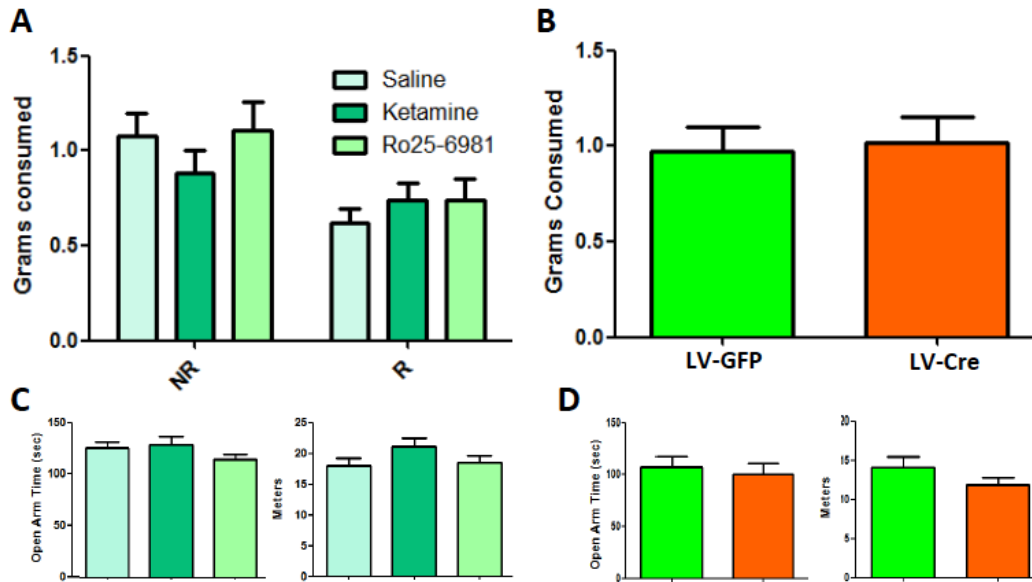 A
Grams consumed
1.5
1.0
0.5
0.0
Saline
Ketamine
Ro25-6981
NR
R
B
Grams Consumed
1.5
1.0
0.5
0.0
LV-GFP
LV-Cre
C
Open Arm Time (sec)
150
100
50
0
Meters
25
20
15
10
5
0
D
Open Arm Time (sec)
150
100
50
0
Meters
20
15
10
5
0